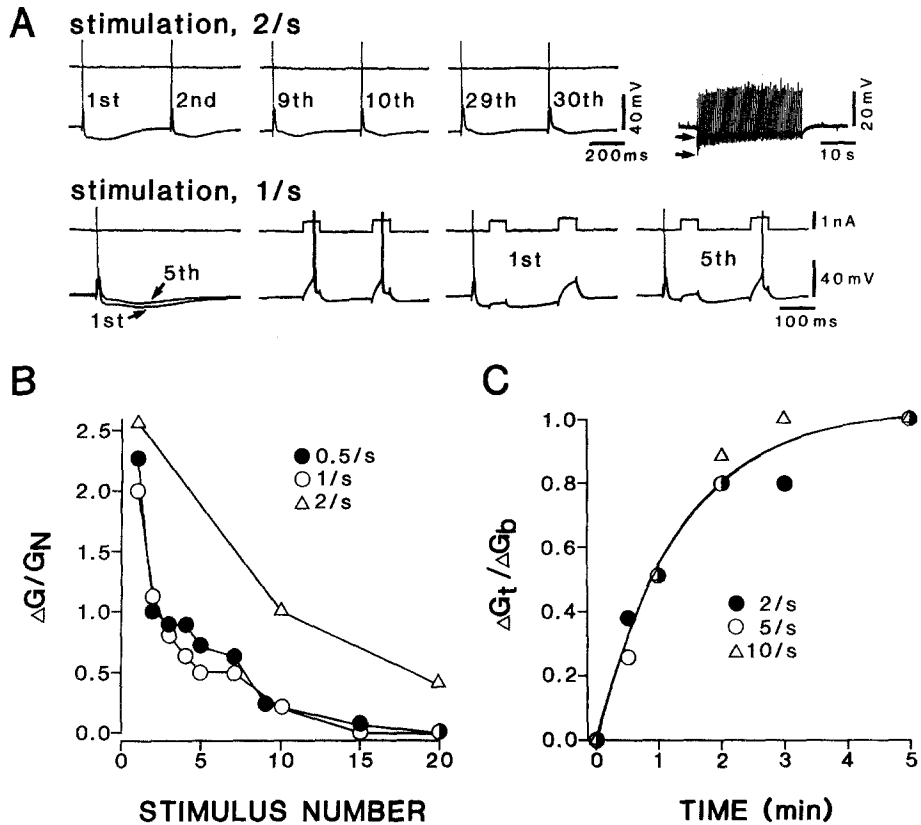 A
stimulation, 2/s
1st 2nd 9th 10th 29th 30th
40mV
200ms
20mV
10s
stimulation, 1/s
5th
1st
1st
5th
1nA
40mV
100ms
B
ΔG/GN
2.5
2.0
1.5
1.0
0.5
0.0
0 5 10 15 20
0.5/s
1/s
2/s
STIMULUS NUMBER
C
ΔGt/ΔGb
1.0
0.8
0.6
0.4
0.2
0.0
0 1 2 3 4 5
2/s
5/s
10/s
TIME (min)